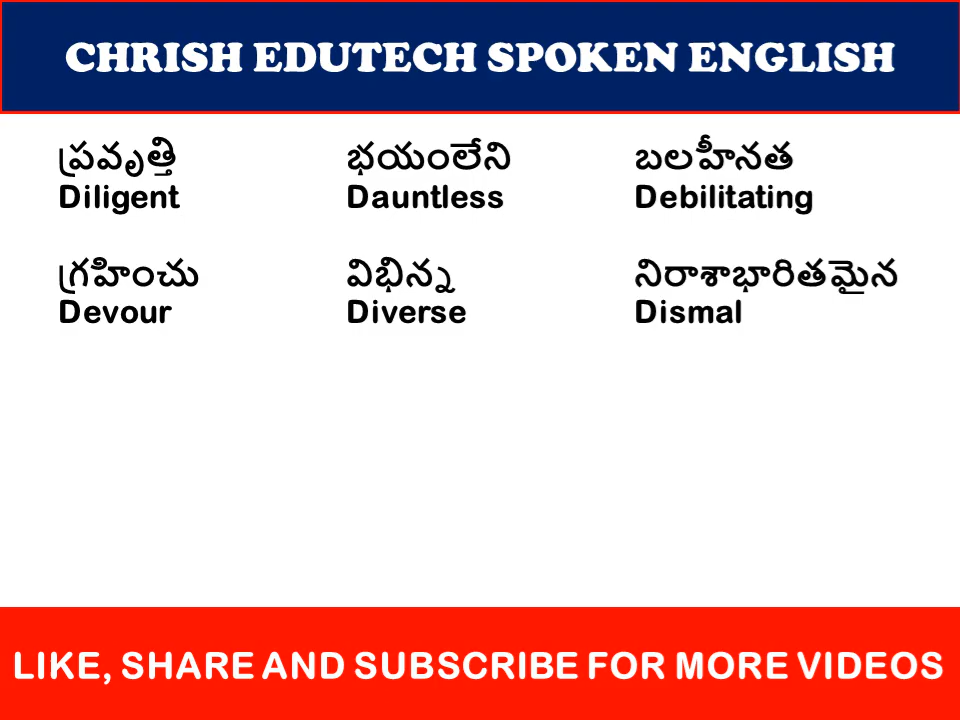 CHRISH EDUTECH SPOKEN ENGLISH
ప్రవృత్తి
Diligent
భయంలేని
Dauntless
బలహీనత
Debilitating
గ్రహించు
Devour
విభిన్న
Diverse
నిరాశాభారితమైన
Dismal
LIKE, SHARE AND SUBSCRIBE FOR MORE VIDEOS